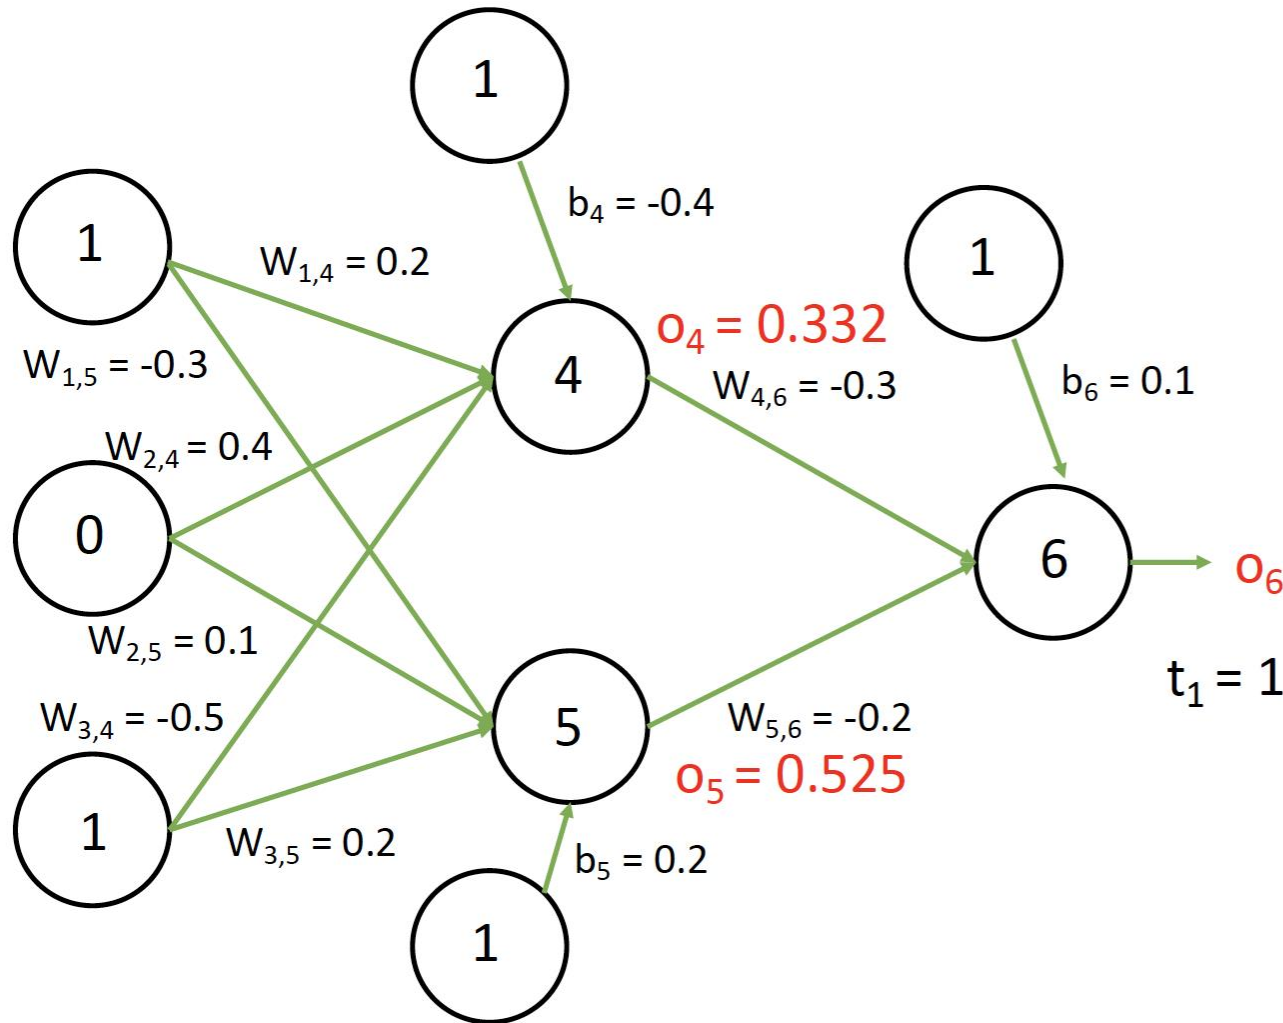 1
b₄ = -0.4
1
W₁,₄ = 0.2
1
o₄ = 0.332
W₁,₅ = -0.3
4
W₄,₆ = -0.3
b₆ = 0.1
W₂,₄ = 0.4
0
6
o₆
W₂,₅ = 0.1
t₁ = 1
W₃,₄ = -0.5
5
W₅,₆ = -0.2
o₅ = 0.525
1
W₃,₅ = 0.2
b₅ = 0.2
1